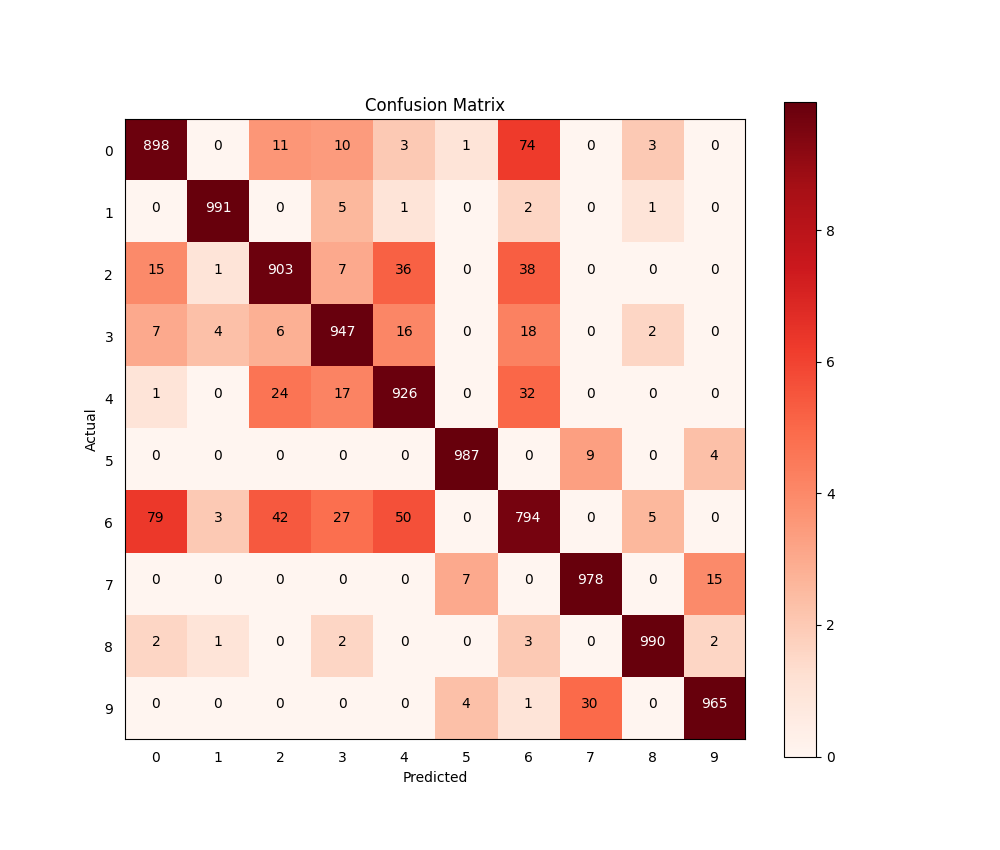 Confusion Matrix
0 898 0 11 10 3 1 74 0 3 0
1 0 991 0 5 1 0 2 0 1 0
2 15 1 903 7 36 0 38 0 0 0
3 7 4 6 947 16 0 18 0 2 0
4 1 0 24 17 926 0 32 0 0 0
Actual
5 0 0 0 0 0 987 0 9 0 4
6 79 3 42 27 50 0 794 0 5 0
7 0 0 0 0 0 7 0 978 0 15
8 2 1 0 2 0 0 3 0 990 2
9 0 0 0 0 0 4 1 30 0 965
0 1 2 3 4 5 6 7 8 9
Predicted
8
6
4
2
0